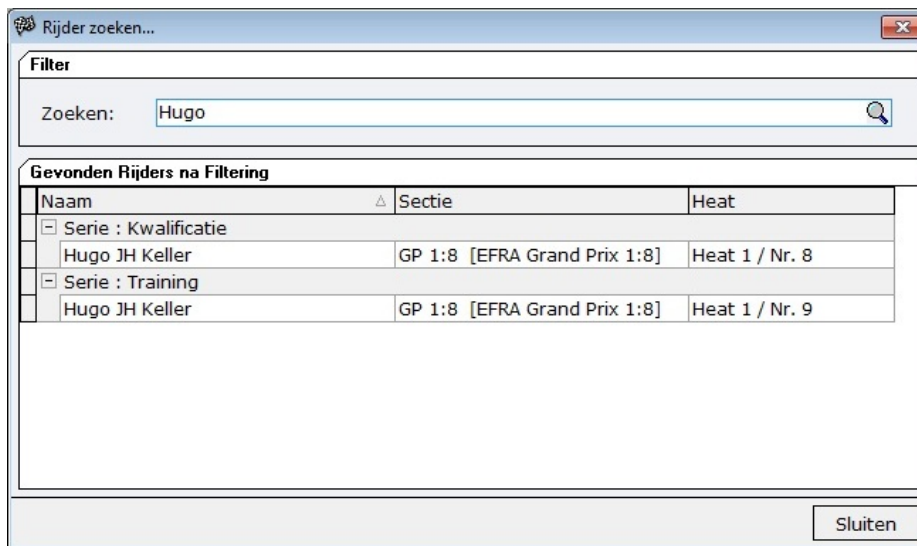 Rijder zoeken...
Filter
Zoeken: Hugo
Gevonden Rijders na Filtering
Naam Sectie Heat
Serie : Kwalificatie
Hugo JH Keller GP 1:8 [EFRA Grand Prix 1:8] Heat 1 / Nr. 8
Serie : Training
Hugo JH Keller GP 1:8 [EFRA Grand Prix 1:8] Heat 1 / Nr. 9
Sluiten